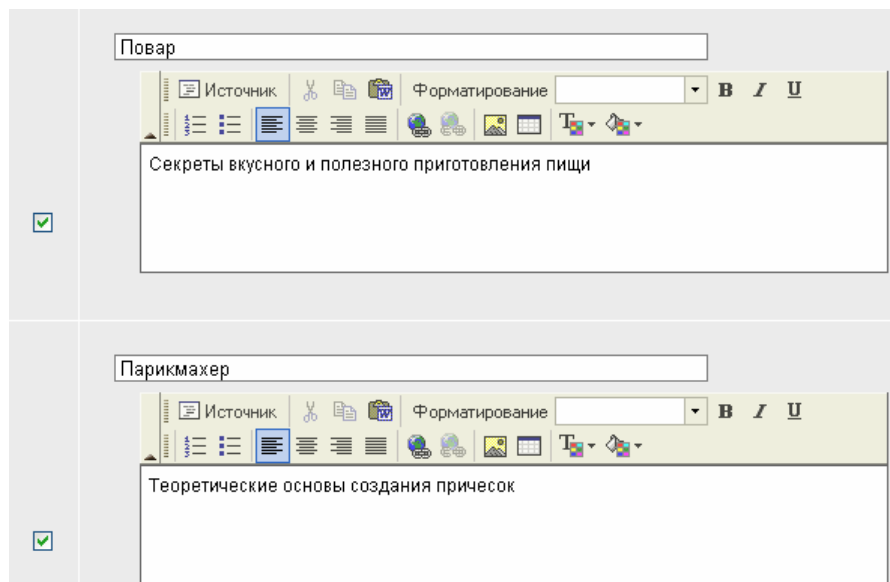 Повар
Источник Форматирование B I U
Секреты вкусного и полезного приготовления пищи
Парикмахер
Источник Форматирование B I U
Теоретические основы создания причесок